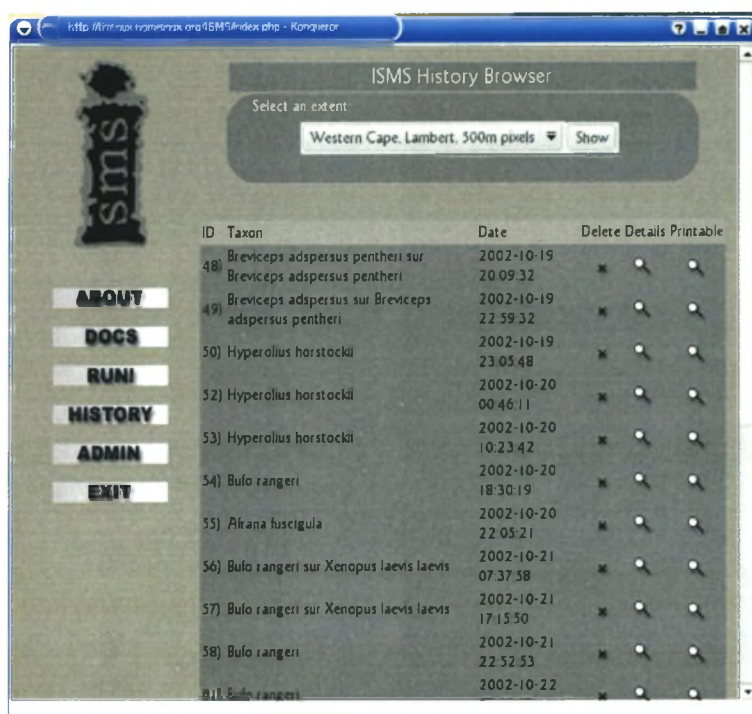 - Konqueror
ISMS History Browser
Select an extent
Western Cape, Lambert, 500m pixels Show
isms
ID Taxon Date Delete Details Printable
48) Breviceps adspersus pentheri sur 2002-10-19
Breviceps adspersus pentheri 20:09:32
49) Breviceps adspersus sur Breviceps 2002-10-19
adspersus pentheri 22:59:32
50) Hyperolius horstockii 2002-10-19
23:05:48
52) Hyperolius horstockii 2002-10-20
00:46:11
53) Hyperolius horstockii 2002-10-20
10:23:42
54) Bufo rangeri 2002-10-20
18:30:19
55) Afrana fuscigula 2002-10-20
22:05:21
56) Bufo rangeri sur Xenopus laevis laevis 2002-10-21
07:37:58
57) Bufo rangeri sur Xenopus laevis laevis 2002-10-21
17:15:50
58) Bufo rangeri 2002-10-21
22:52:53
rangeri 2002-10-22
ABOUT
DOCS
RUN!
HISTORY
ADMIN
EXIT